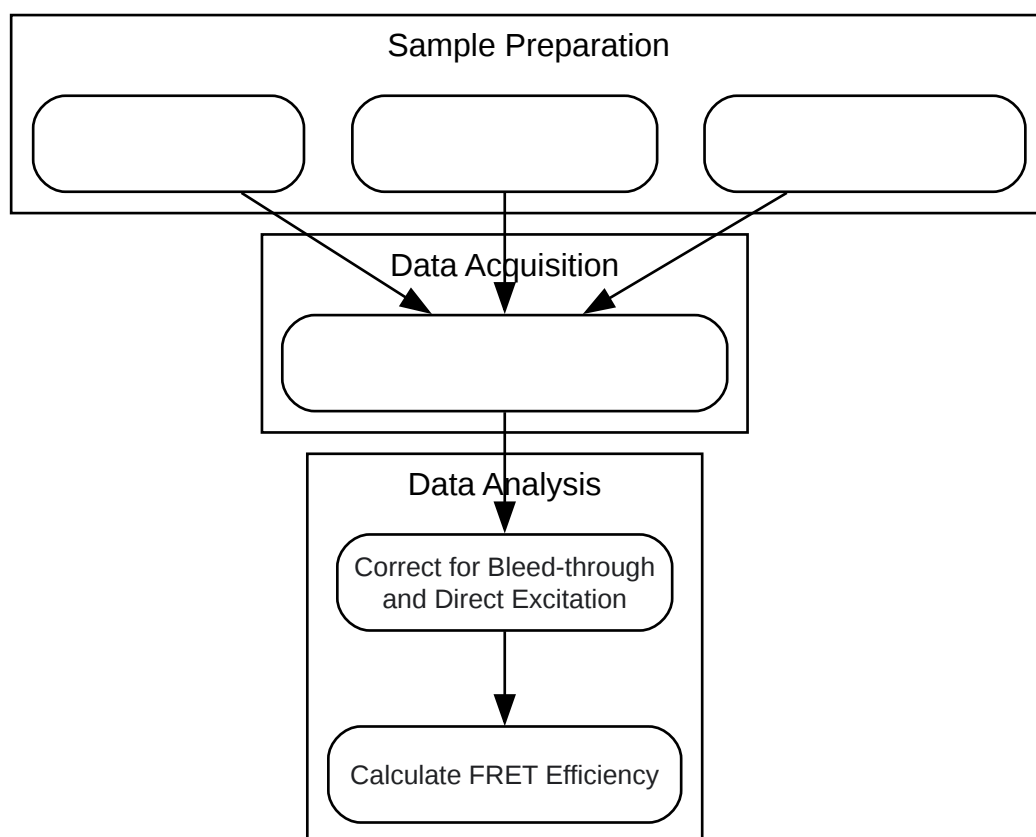 Sample Preparation
Data Acquisition
Data Analysis
Correct for Bleed-through
and Direct Excitation
Calculate FRET Efficiency